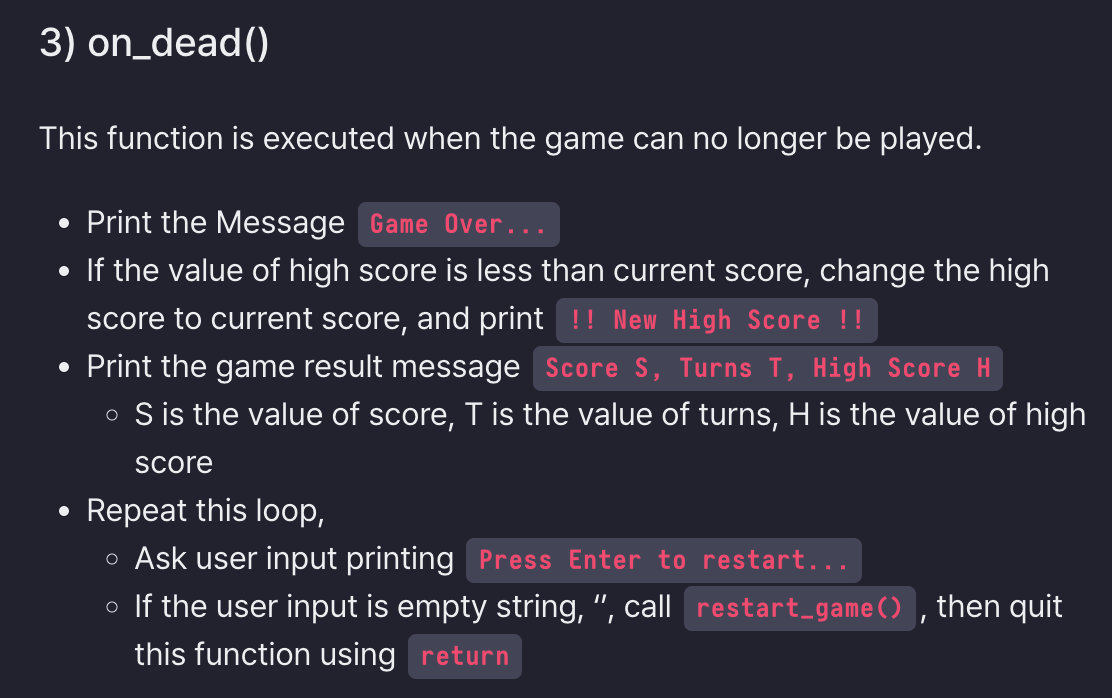 3) on_dead()
This function is executed when the game can no longer be played.
• Print the Message Game Over...
• If the value of high score is less than current score, change the high
score to current score, and print !! New High Score !!
• Print the game result message Score S, Turns T, High Score H
◦ S is the value of score, T is the value of turns, H is the value of high
score
• Repeat this loop,
◦ Ask user input printing Press Enter to restart...
◦ If the user input is empty string, ‘’, call restart_game() , then quit
this function using return